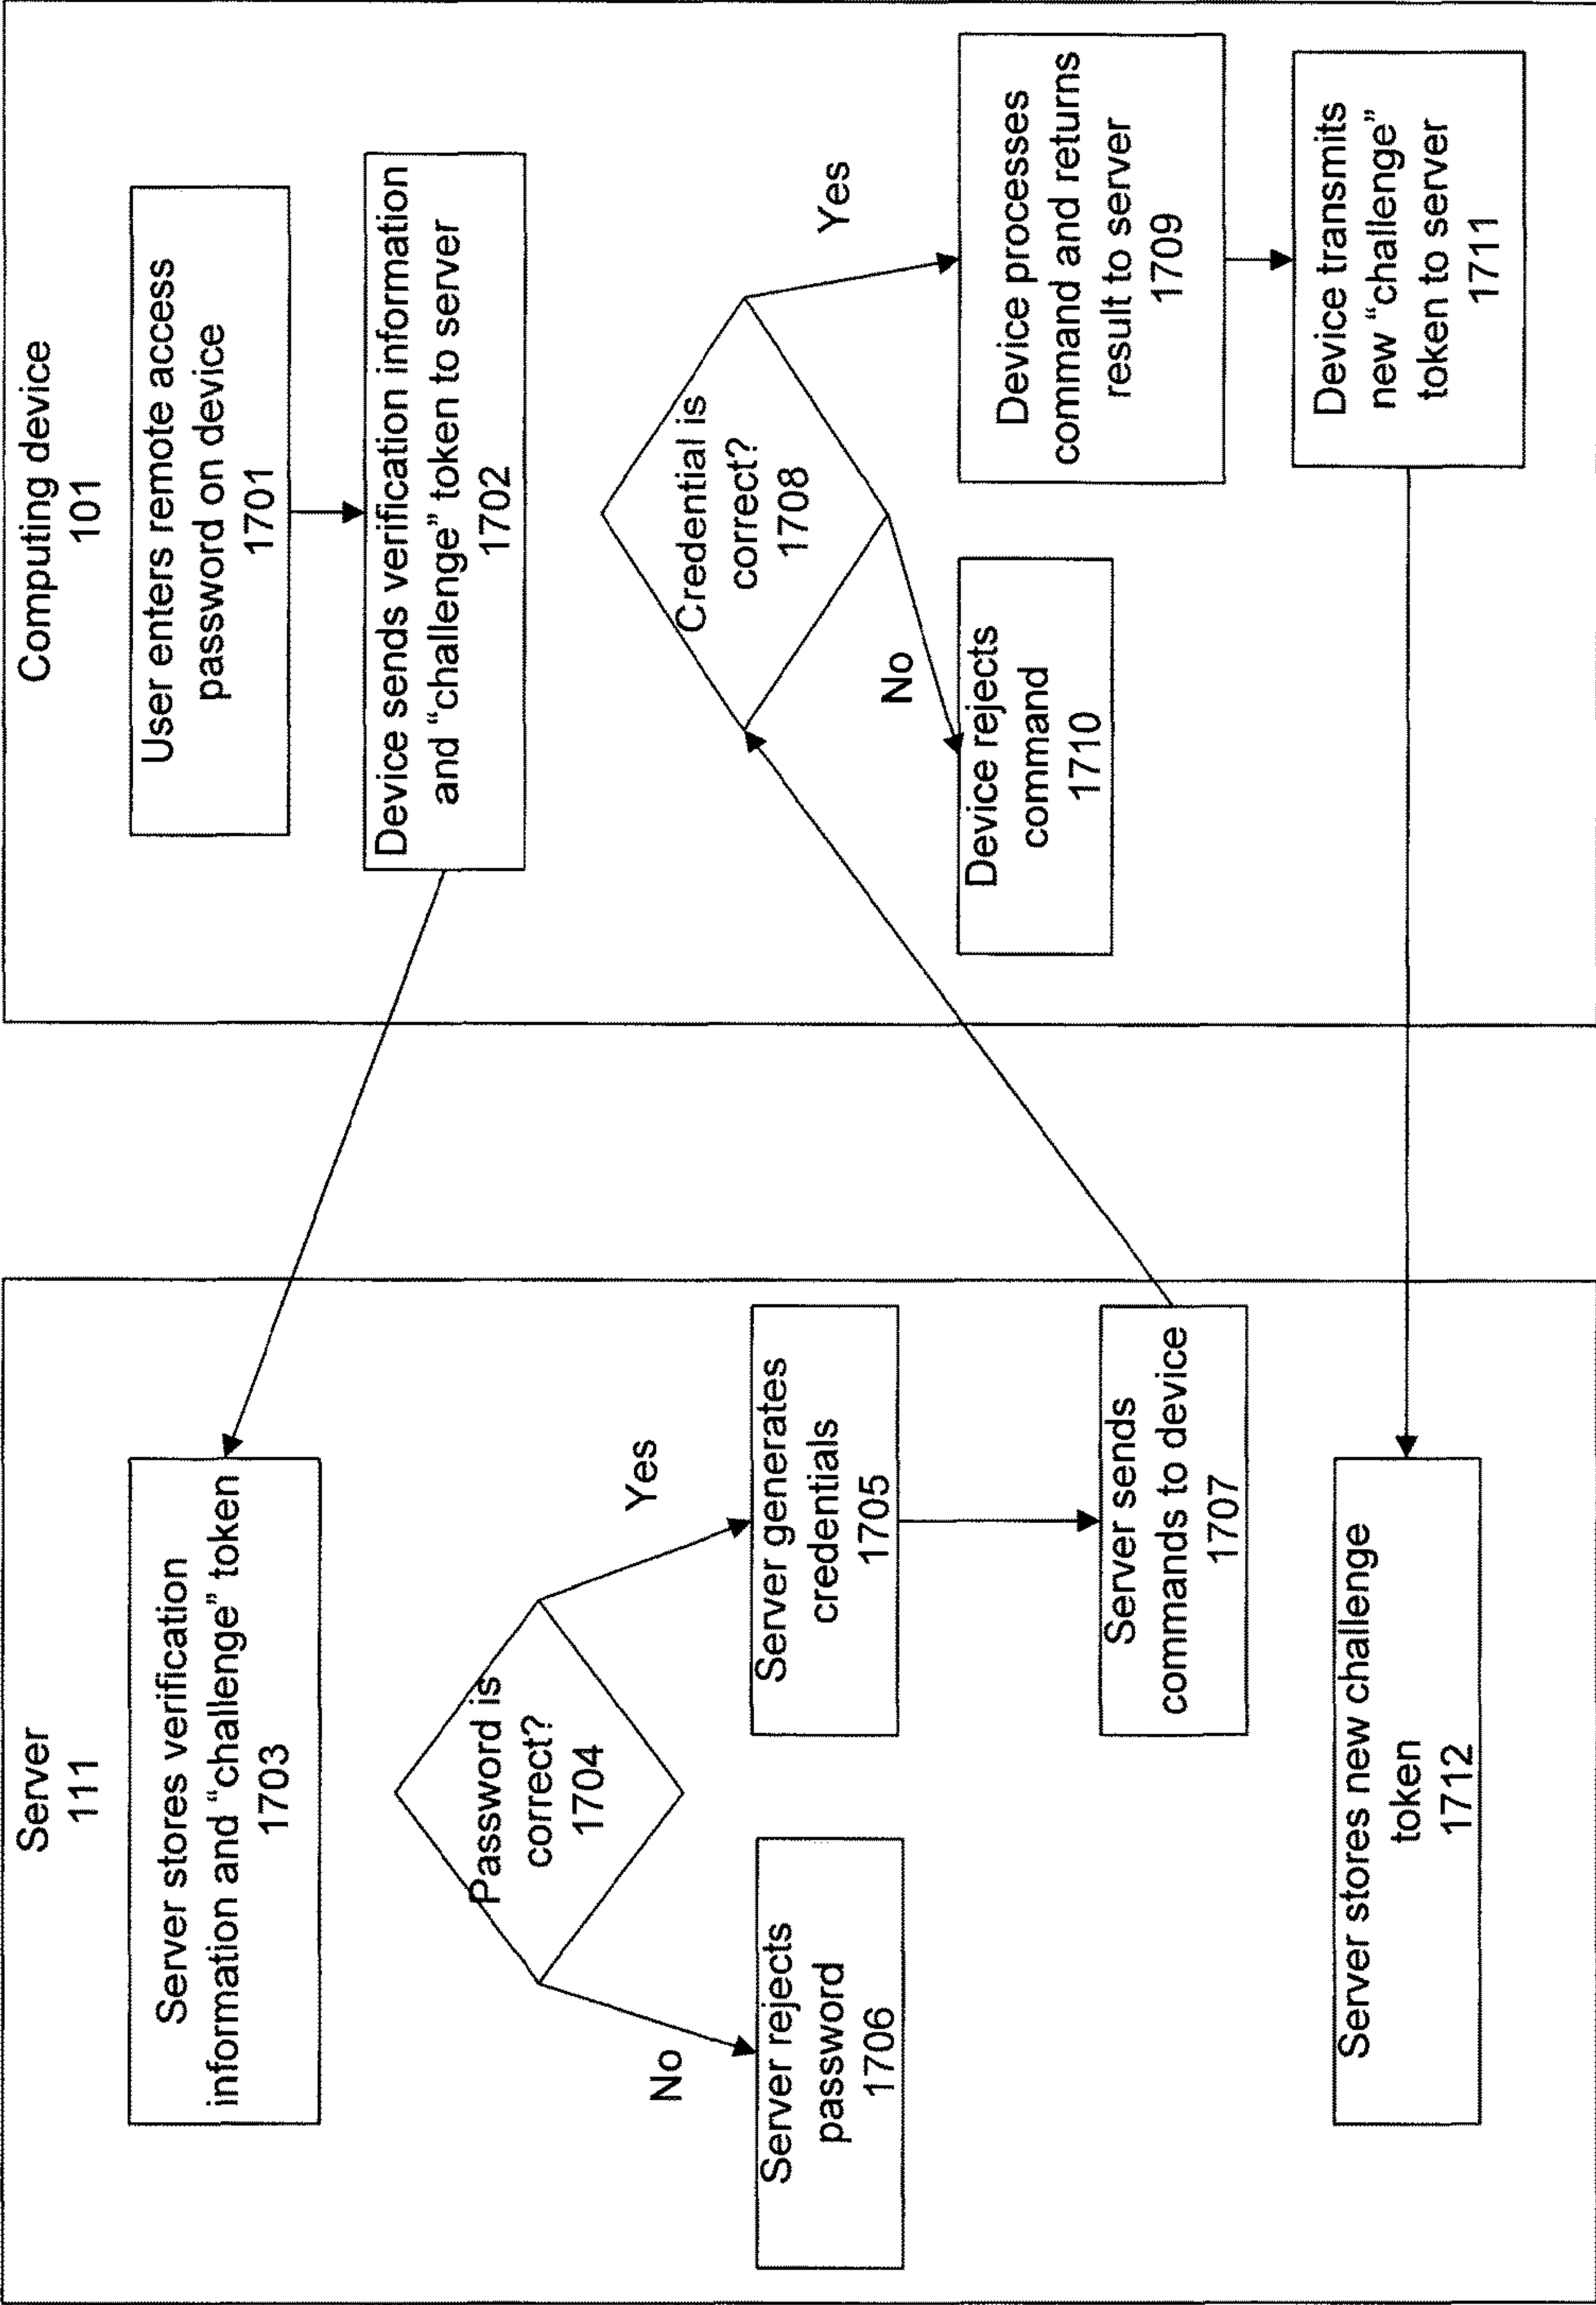 Server
111
Server stores verification
information and “challenge” token
1703
Password is
correct?
1704
Yes
No
Server generates
credentials
1705
Server rejects
password
1706
Server sends
commands to device
1707
Server stores new challenge
token
1712
Computing device
101
User enters remote access
password on device
1701
Device sends verification information
and “challenge” token to server
1702
Credential is
correct?
1708
Yes
No
Device processes
command and returns
result to server
1709
Device rejects
command
1710
Device transmits
new “challenge”
token to server
1711